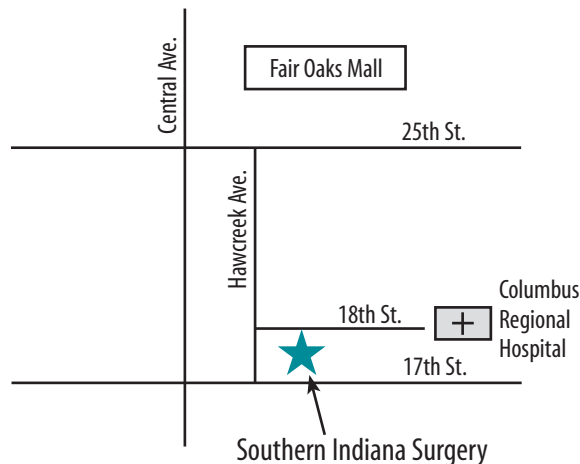 Central Ave.
Fair Oaks Mall
25th St.
Hawcreek Ave.
18th St.
Columbus
Regional
Hospital
17th St.
Southern Indiana Surgery